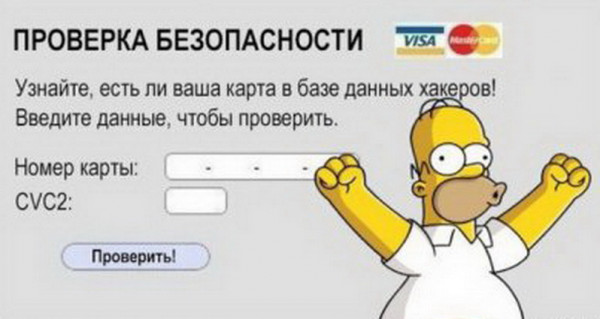 ПРОВЕРКА БЕЗОПАСНОСТИ VISA MasterCard
Узнайте, есть ли ваша карта в базе данных хакеров!
Введите данные, чтобы проверить.
Номер карты: - - -
CVC2:
Проверить!